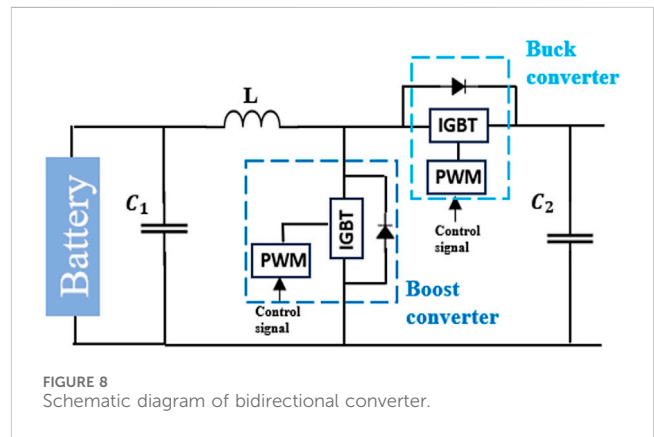 Buck
converter
L
IGBT
PWM
Control
signal
Battery
C₁
IGBT
PWM
Control
signal
C₂
Boost
converter
FIGURE 8
Schematic diagram of bidirectional converter.